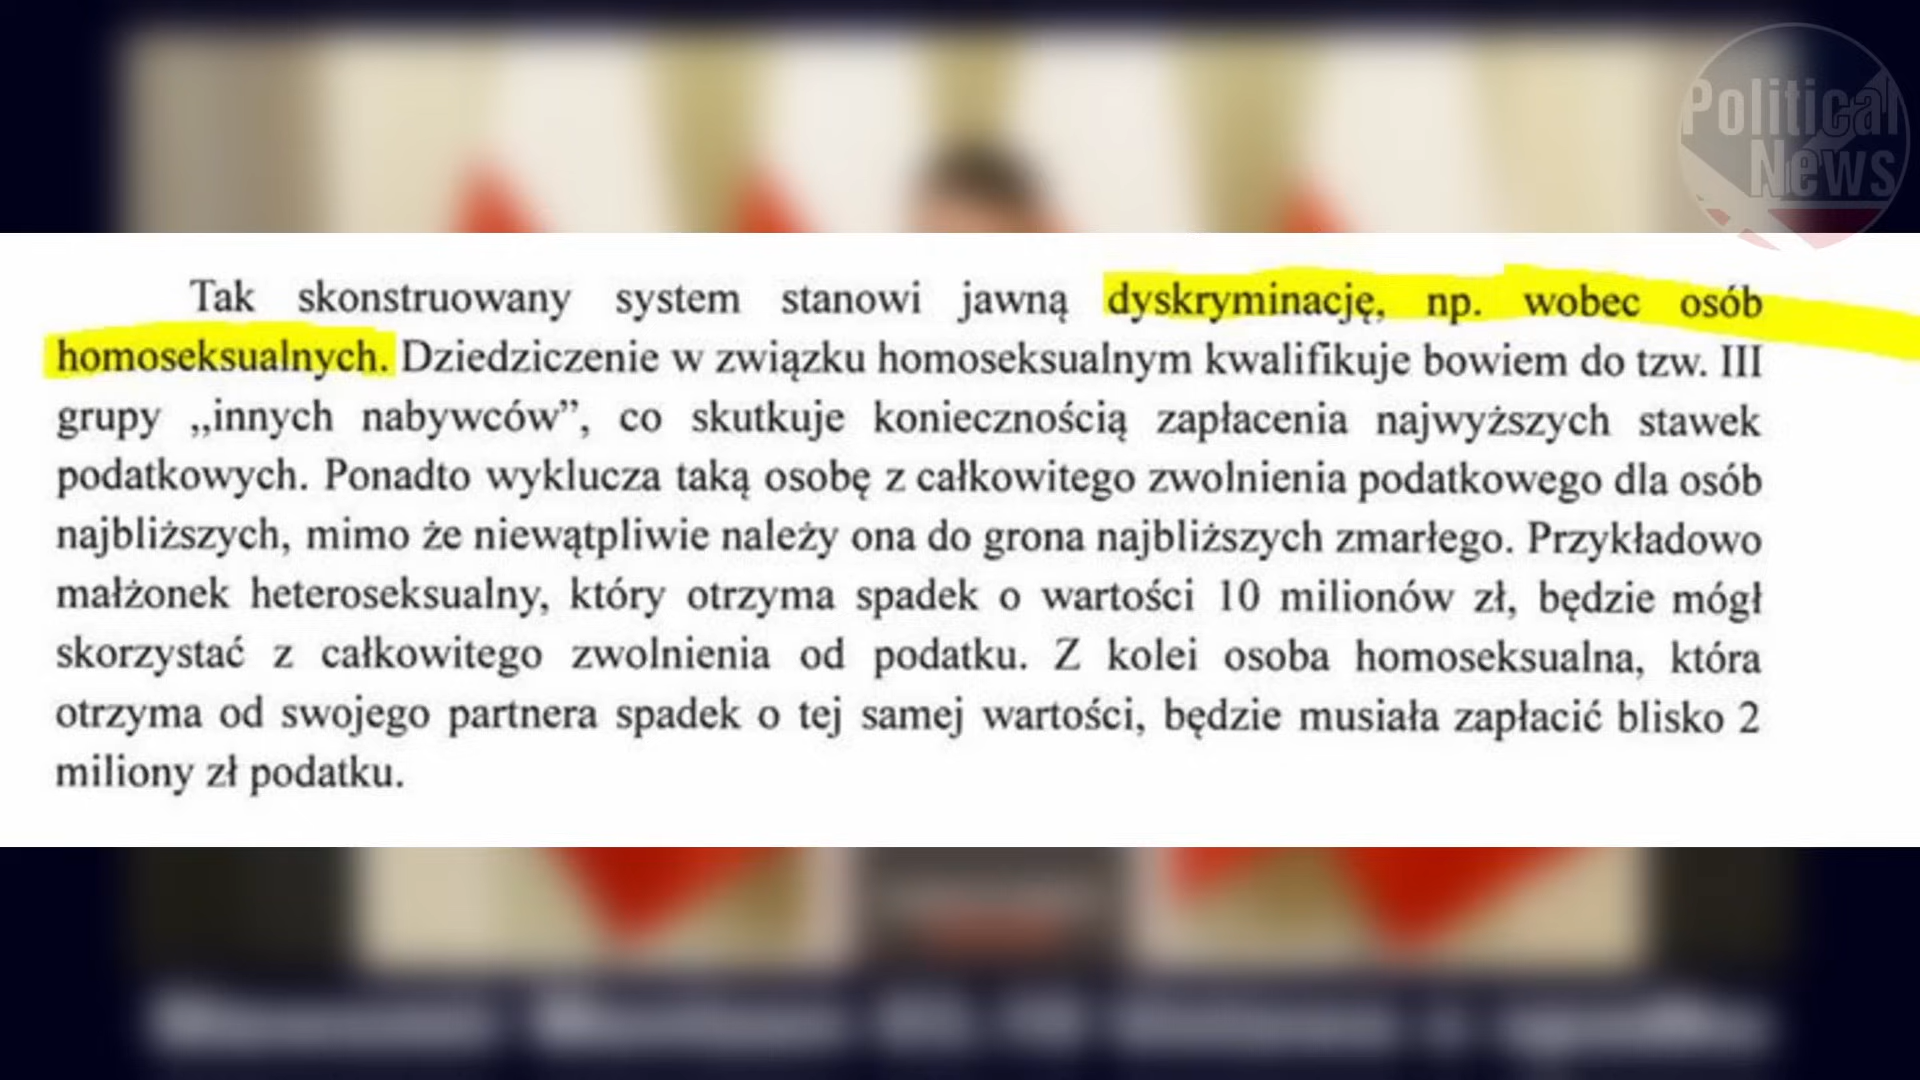 Political
News
Tak skonstruowany system stanowi jawną dyskryminację, np. wobec osób
homoseksualnych. Dziedziczenie w związku homoseksualnym kwalifikuje bowiem do tzw. III
grupy „innych nabywców”, co skutkuje koniecznością zapłacenia najwyższych stawek
podatkowych. Ponadto wyklucza taką osobę z całkowitego zwolnienia podatkowego dla osób
najbliższych, mimo że niewątpliwie należy ona do grona najbliższych zmarłego. Przykładowo
małżonek heteroseksualny, który otrzyma spadek o wartości 10 milionów zł, będzie mógł
skorzystać z całkowitego zwolnienia od podatku. Z kolei osoba homoseksualna, która
otrzyma od swojego partnera spadek o tej samej wartości, będzie musiała zapłacić blisko 2
miliony zł podatku.